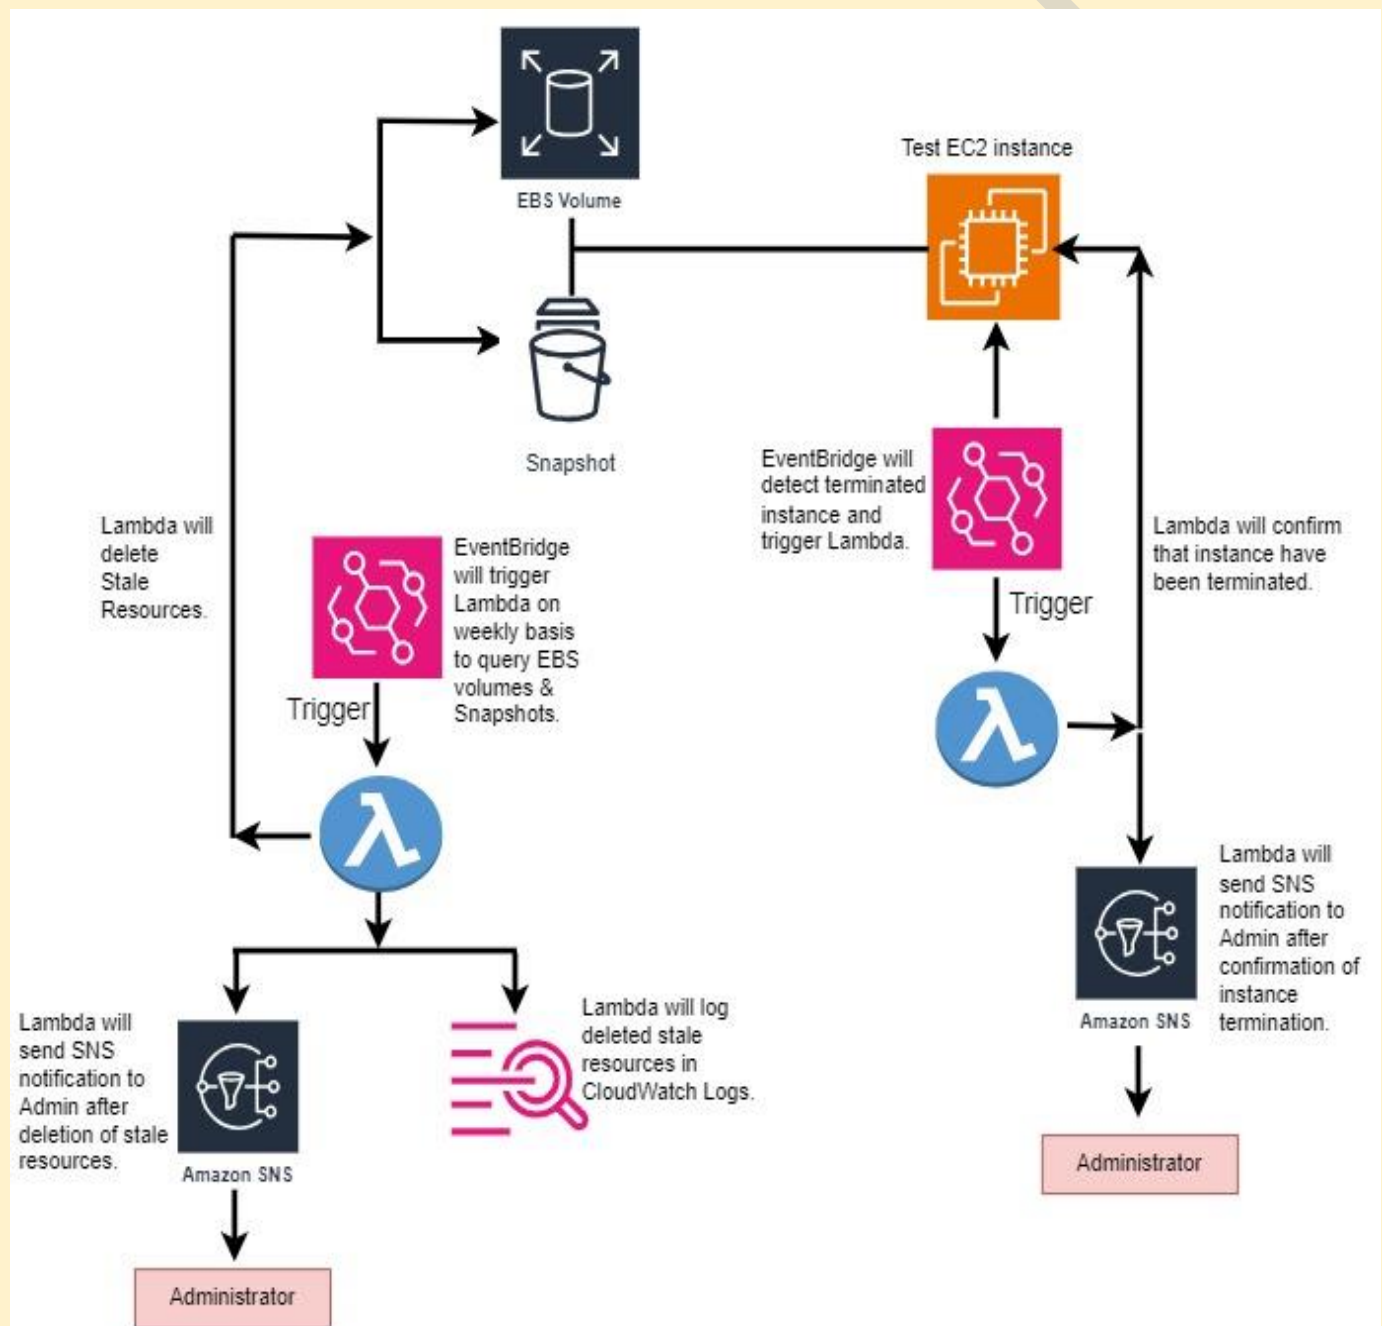 EBS Volume
Test EC2 instance
Snapshot
EventBridge will
detect terminated
instance and
trigger Lambda.
Lambda will confirm
that instance have
been terminated.
Trigger
Lambda will
delete
Stale
Resources.
EventBridge
will trigger
Lambda on
weekly basis
to query EBS
volumes &
Snapshots.
Trigger
Lambda will
send SNS
notification to
Admin after
confirmation of
instance
termination.
Amazon SNS
Administrator
Lambda will
send SNS
notification to
Admin after
deletion of stale
resources.
Amazon SNS
Lambda will log
deleted stale
resources in
CloudWatch Logs.
Administrator